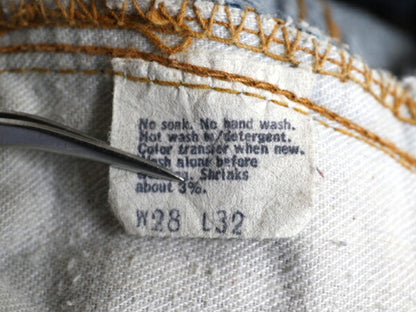 No soak. No hand wash.
Hot wash w/detergent.
Color transfer when new.
Wash alone before
Shrinks
about 3%.
W28 L32